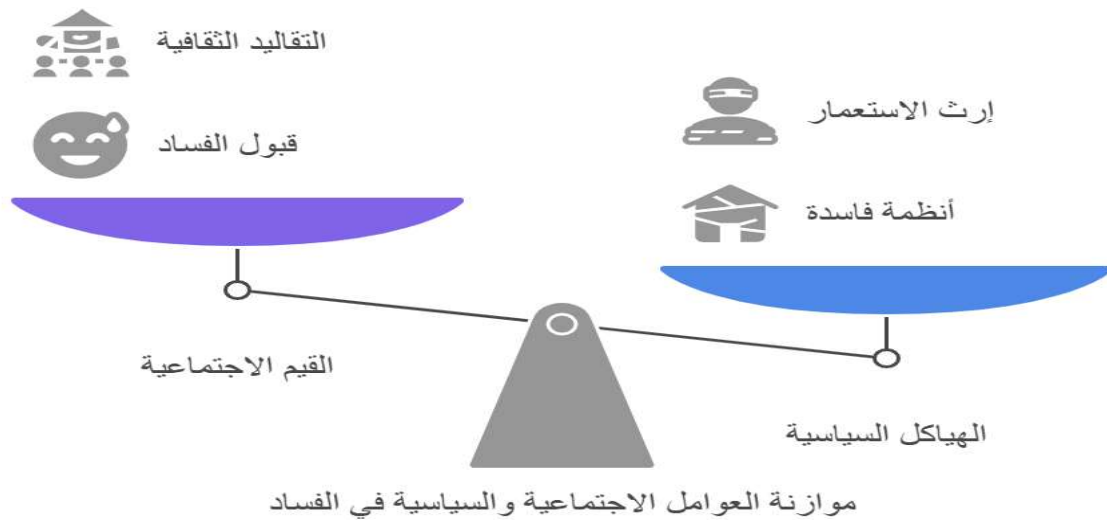 التقاليد الثقافية
إرث الاستعمار
قبول الفساد
أنظمة فاسدة
القيم الاجتماعية
الهياكل السياسية
موازنة العوامل الاجتماعية والسياسية في الفساد